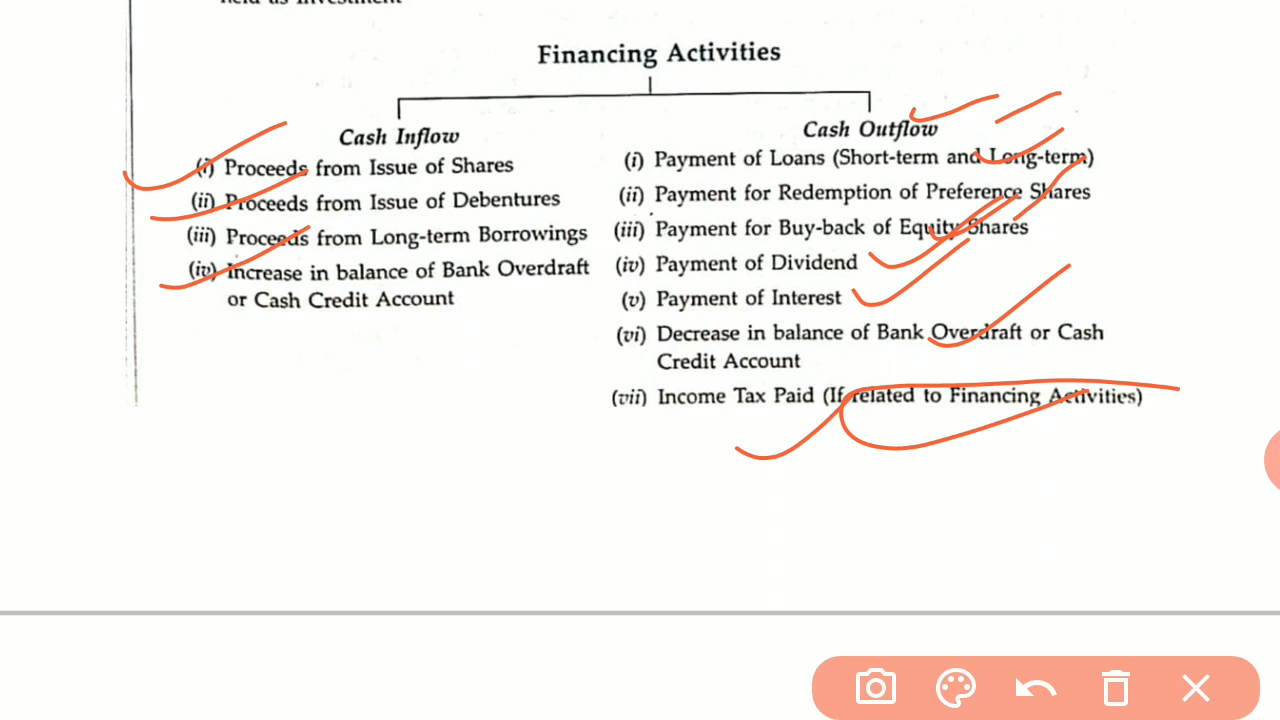 held as Investment
Financing Activities
Cash Inflow
(i) Proceeds from Issue of Shares
(ii) Proceeds from Issue of Debentures
(iii) Proceeds from Long-term Borrowings
(iv) Increase in balance of Bank Overdraft
or Cash Credit Account
Cash Outflow
(i) Payment of Loans (Short-term and Long-term)
(ii) Payment for Redemption of Preference Shares
(iii) Payment for Buy-back of Equity Shares
(iv) Payment of Dividend
(v) Payment of Interest
(vi) Decrease in balance of Bank Overdraft or Cash
Credit Account
(vii) Income Tax Paid (If related to Financing Activities)